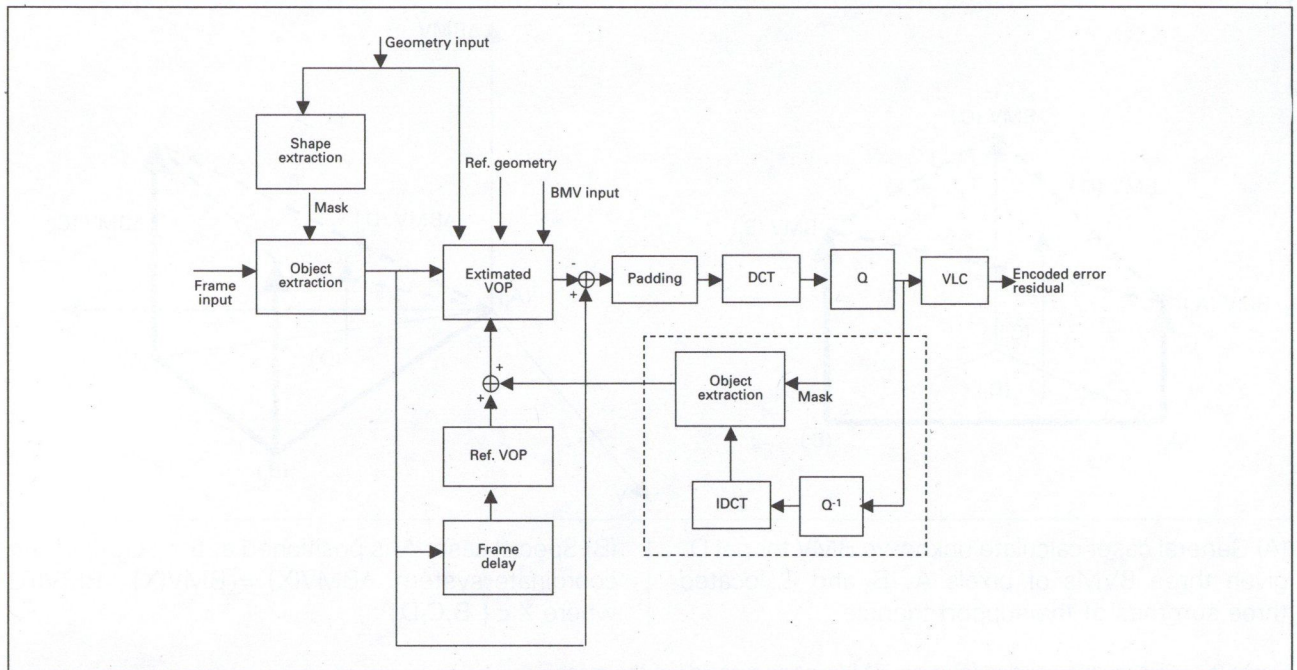 Geometry input
Shape
extraction
Ref. geometry
BMV input
Mask
Frame
input
Object
extraction
Extimated
VOP
-
+
Padding
DCT
Q
VLC
Encoded error
residual
+
+
Object
extraction
Mask
Ref. VOP
IDCT
Q-1
Frame
delay